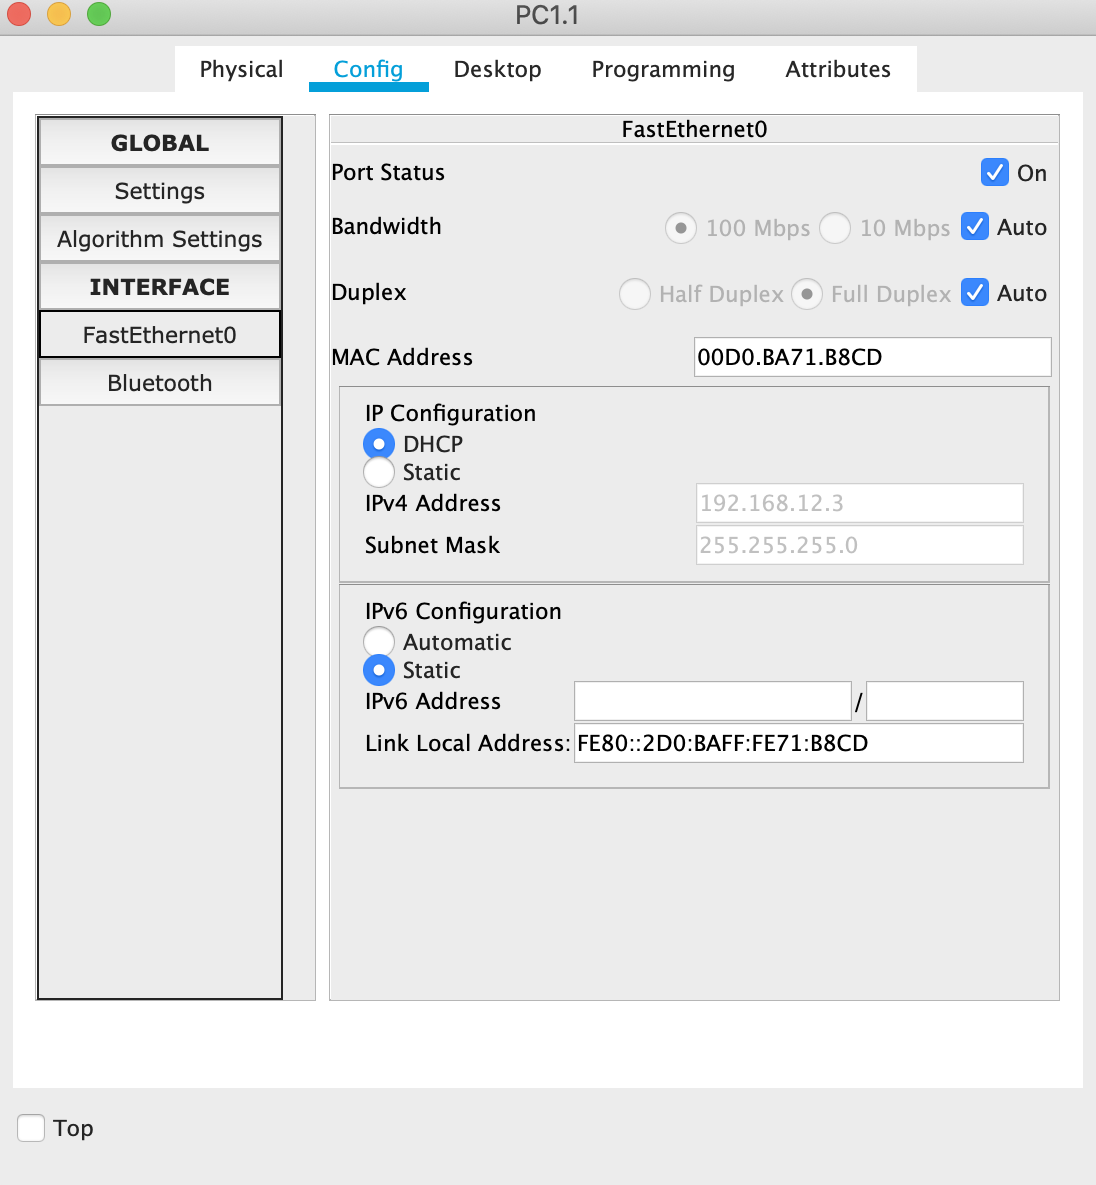 PC1.1
Physical Config Desktop Programming Attributes
GLOBAL
Settings
Algorithm Settings
INTERFACE
FastEthernet0
Bluetooth
FastEthernet0
Port Status On
Bandwidth 100 Mbps 10 Mbps Auto
Duplex Half Duplex Full Duplex Auto
MAC Address 00D0.BA71.B8CD
IP Configuration
DHCP
Static
IPv4 Address 192.168.12.3
Subnet Mask 255.255.255.0
IPv6 Configuration
Automatic
Static
IPv6 Address /
Link Local Address: FE80::2D0:BAFF:FE71:B8CD
Top